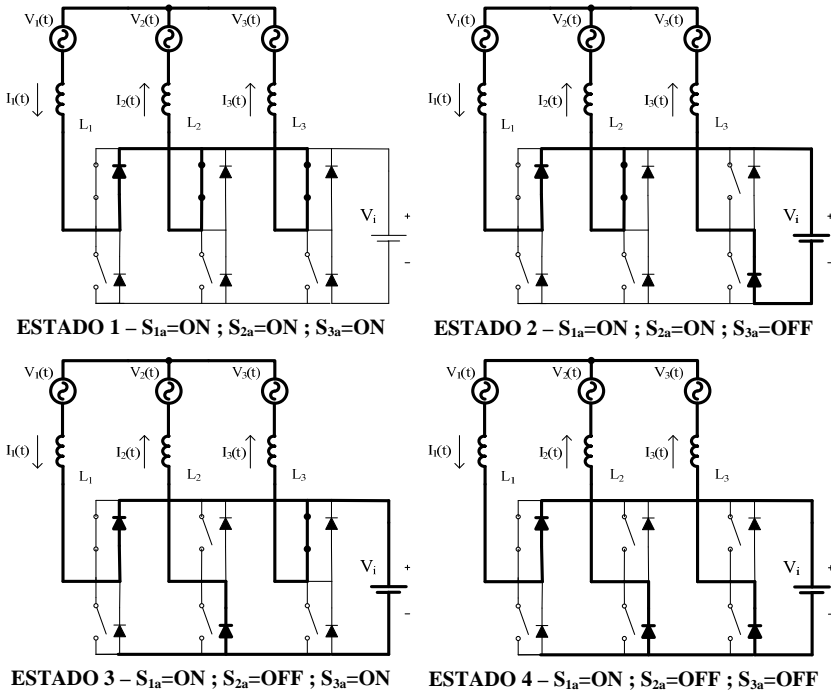 V₁(t) V₂(t) V₃(t)
I₁(t) I₂(t) I₃(t)
L₁ L₂ L₃
Vᵢ + −
ESTADO 1 – S₁ₐ=ON ; S₂ₐ=ON ; S₃ₐ=ON
V₁(t) V₂(t) V₃(t)
I₁(t) I₂(t) I₃(t)
L₁ L₂ L₃
Vᵢ + −
ESTADO 2 – S₁ₐ=ON ; S₂ₐ=ON ; S₃ₐ=OFF
V₁(t) V₂(t) V₃(t)
I₁(t) I₂(t) I₃(t)
L₁ L₂ L₃
Vᵢ + −
ESTADO 3 – S₁ₐ=ON ; S₂ₐ=OFF ; S₃ₐ=ON
V₁(t) V₂(t) V₃(t)
I₁(t) I₂(t) I₃(t)
L₁ L₂ L₃
Vᵢ + −
ESTADO 4 – S₁ₐ=ON ; S₂ₐ=OFF ; S₃ₐ=OFF